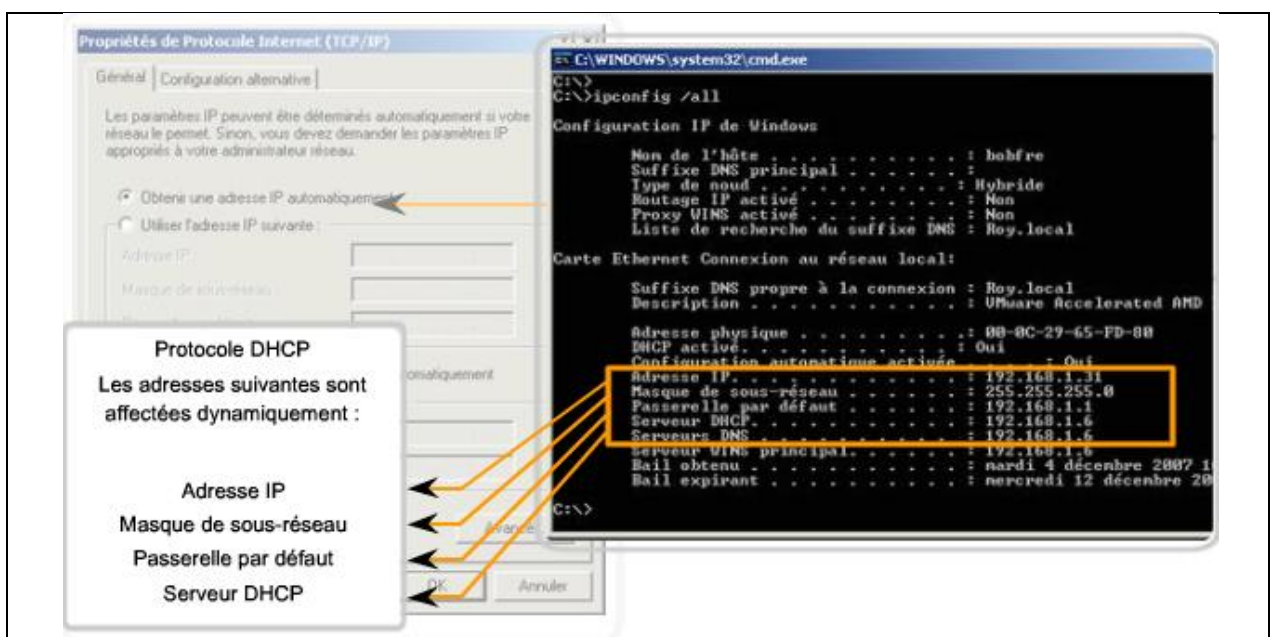 Propriétés de Protocole Internet (TCP/IP)
Général
Configuration alternative
Les paramètres IP peuvent être déterminés automatiquement si votre
réseau le permet. Sinon, vous devez demander les paramètres IP
appropriés à votre administrateur réseau.
Obtenir une adresse IP automatiquement
Utiliser l'adresse IP suivante :
Adresse IP :
Masque de sous-réseau :
Avancé
OK
Annuler
Protocole DHCP
Les adresses suivantes sont
affectées dynamiquement :
Adresse IP
Masque de sous-réseau
Passerelle par défaut
Serveur DHCP
C:\WINDOWS\system32\cmd.exe
C:\>
C:\>ipconfig /all
Configuration IP de Windows
Nom de l'hôte . . . . . . . . . . : bobfre
Suffixe DNS principal . . . . . . :
Type de noud . . . . . . . . . . : Hybride
Routage IP activé . . . . . . . . : Non
Proxy WINS activé . . . . . . . . : Non
Liste de recherche du suffixe DNS : Roy.local
Carte Ethernet Connexion au réseau local:
Suffixe DNS propre à la connexion : Roy.local
Description . . . . . . . . . . . : VMware Accelerated AMD
Adresse physique . . . . . . . . .: 00-0C-29-65-FD-80
DHCP activé. . . . . . . . . . . : Oui
Configuration automatique activée . . . . : Oui
Adresse IP. . . . . . . . . . . . : 192.168.1.31
Masque de sous-réseau . . . . . . : 255.255.255.0
Passerelle par défaut . . . . . . : 192.168.1.1
Serveur DHCP. . . . . . . . . . . : 192.168.1.6
Serveurs DNS . . . . . . . . . . : 192.168.1.6
Serveur WINS principal. . . . . . : 192.168.1.6
Bail obtenu . . . . . . . . . . . : mardi 4 décembre 2007
Bail expirant . . . . . . . . . . : mercredi 12 décembre 20
C:\>